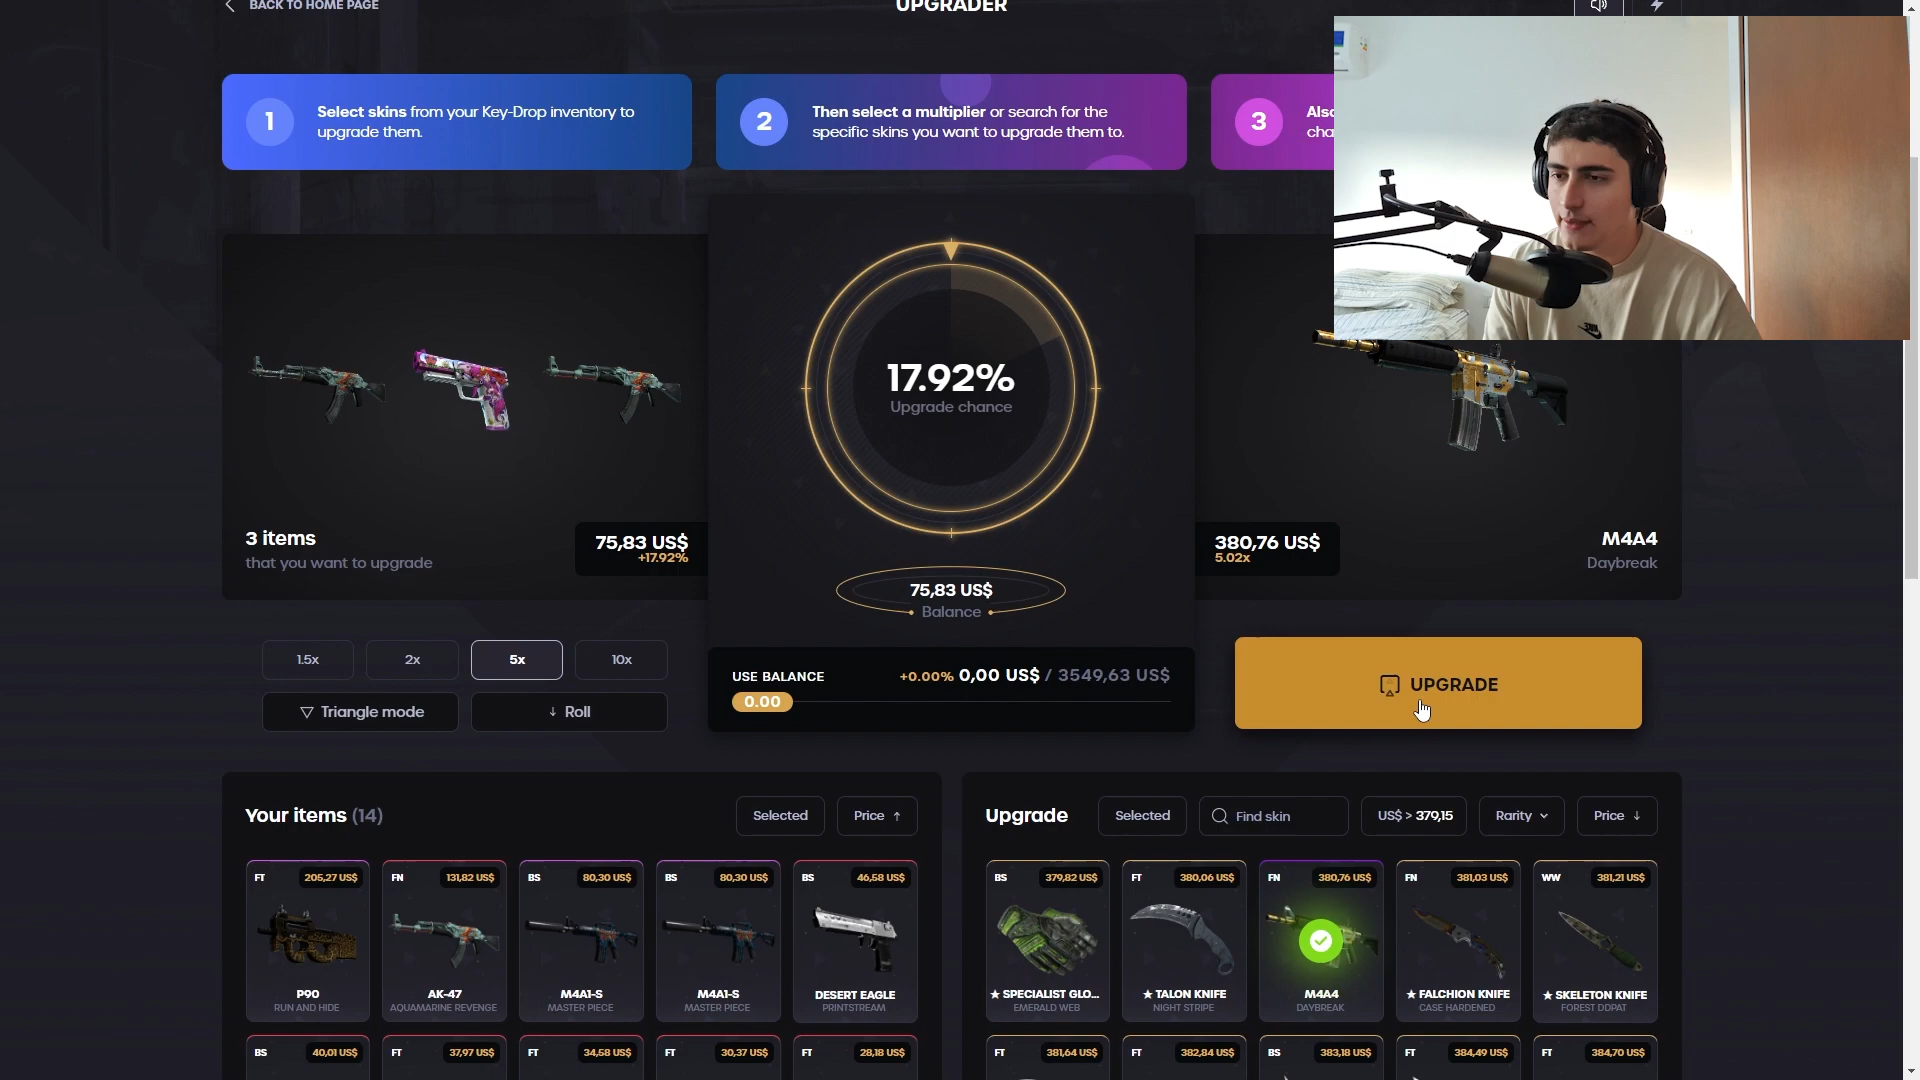 BACK TO HOME PAGE
UPGRADER
1
Select skins from your Key-Drop inventory to
upgrade them.
2
Then select a multiplier or search for the
specific skins you want to upgrade them to.
3
17.92%
Upgrade chance
3 items
that you want to upgrade
75,83 US$
+17.92%
380,76 US$
5.02x
M4A4
Daybreak
75,83 US$
Balance
1.5x
2x
5x
10x
Triangle mode
Roll
USE BALANCE
+0.00% 0,00 US$ / 3549,63 US$
0.00
UPGRADE
Your items (14)
Selected
Price
FT
205,27 US$
P90
RUN AND HIDE
FN
131,82 US$
AK-47
AQUAMARINE REVENGE
BS
80,30 US$
M4A1-S
MASTER PIECE
BS
80,30 US$
M4A1-S
MASTER PIECE
BS
46,58 US$
DESERT EAGLE
PRINTSTREAM
BS
40,01 US$
FT
37,97 US$
FT
34,58 US$
FT
30,37 US$
FT
28,18 US$
Upgrade
Selected
Find skin
US$ > 379,15
Rarity
Price
BS
379,82 US$
★ SPECIALIST GLO...
EMERALD WEB
FT
380,06 US$
★ TALON KNIFE
NIGHT STRIPE
FN
380,76 US$
M4A4
DAYBREAK
FN
381,03 US$
★ FALCHION KNIFE
CASE HARDENED
WW
381,21 US$
★ SKELETON KNIFE
FOREST DDPAT
FT
381,64 US$
FT
382,84 US$
BS
383,18 US$
FT
384,49 US$
FT
384,70 US$